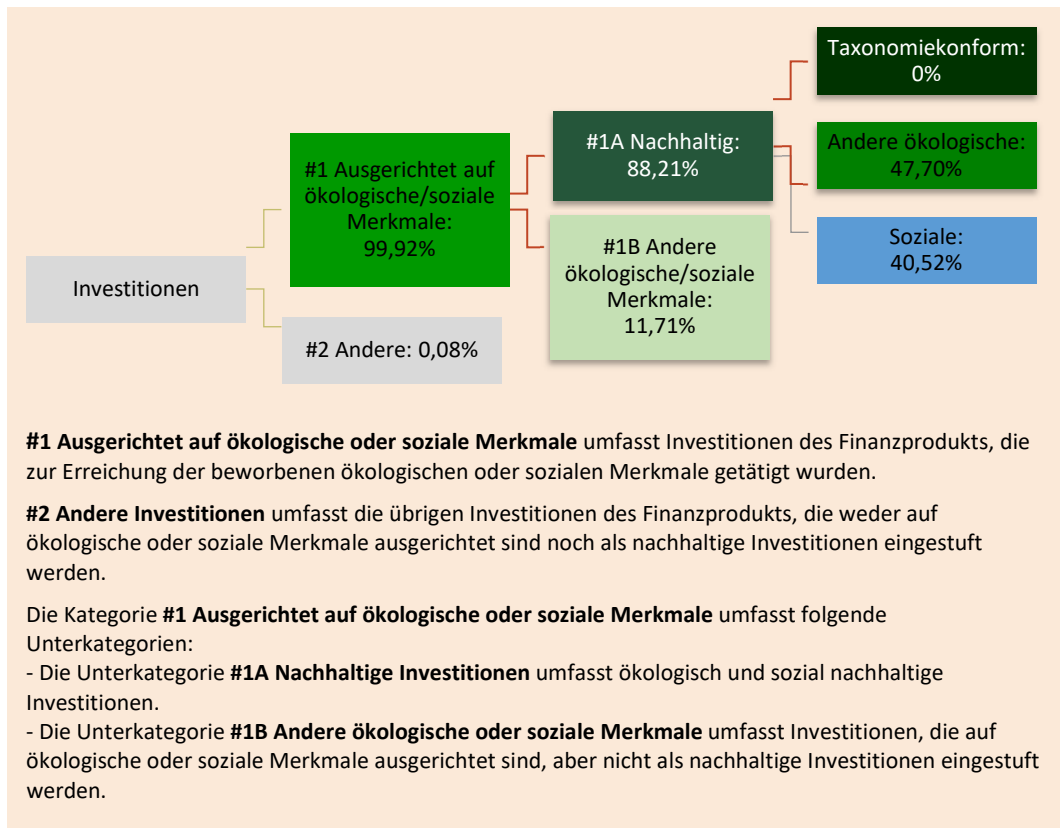 Investitionen
#1 Ausgerichtet auf
ökologische/soziale
Merkmale:
99,92%
#2 Andere: 0,08%
#1A Nachhaltig:
88,21%
#1B Andere
ökologische/soziale
Merkmale:
11,71%
Taxonomiekonform:
0%
Andere ökologische:
47,70%
Soziale:
40,52%
#1 Ausgerichtet auf ökologische oder soziale Merkmale umfasst Investitionen des Finanzprodukts, die
zur Erreichung der beworbenen ökologischen oder sozialen Merkmale getätigt wurden.
#2 Andere Investitionen umfasst die übrigen Investitionen des Finanzprodukts, die weder auf
ökologische oder soziale Merkmale ausgerichtet sind noch als nachhaltige Investitionen eingestuft
werden.
Die Kategorie #1 Ausgerichtet auf ökologische oder soziale Merkmale umfasst folgende
Unterkategorien:
- Die Unterkategorie #1A Nachhaltige Investitionen umfasst ökologisch und sozial nachhaltige
Investitionen.
- Die Unterkategorie #1B Andere ökologische oder soziale Merkmale umfasst Investitionen, die auf
ökologische oder soziale Merkmale ausgerichtet sind, aber nicht als nachhaltige Investitionen eingestuft
werden.